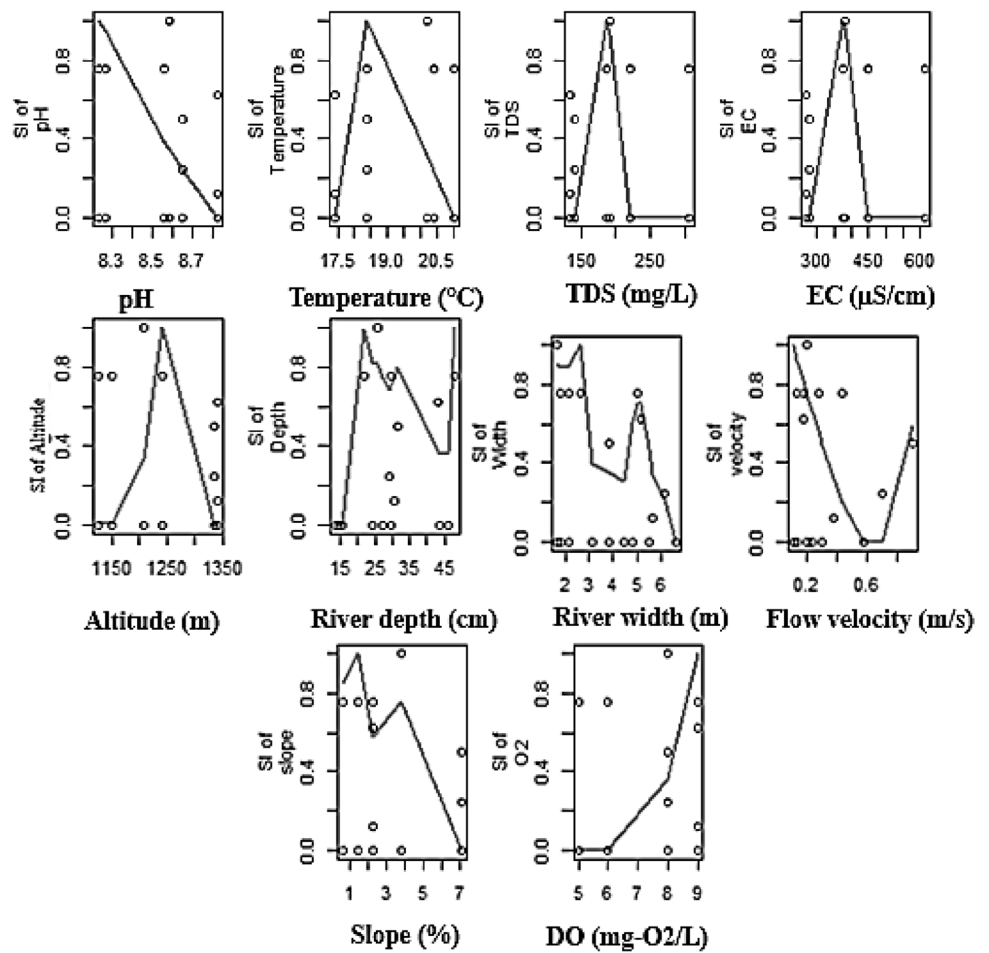 SI of pH
0.0 0.4 0.8
8.3 8.5 8.7
pH
SI of Temperature
0.0 0.4 0.8
17.5 19.0 20.5
Temperature (°C)
SI of TDS
0.0 0.4 0.8
150 250
TDS (mg/L)
SI of EC
0.0 0.4 0.8
300 450 600
EC (µS/cm)
SI of Altitude
0.0 0.4 0.8
1150 1250 1350
Altitude (m)
SI of Depth
0.0 0.4 0.8
15 25 35 45
River depth (cm)
SI of Width
0.0 0.4 0.8
2 3 4 5 6
River width (m)
SI of velocity
0.0 0.4 0.8
0.2 0.6
Flow velocity (m/s)
SI of slope
0.0 0.4 0.8
1 3 5 7
Slope (%)
SI of O2
0.0 0.4 0.8
5 6 7 8 9
DO (mg-O2/L)